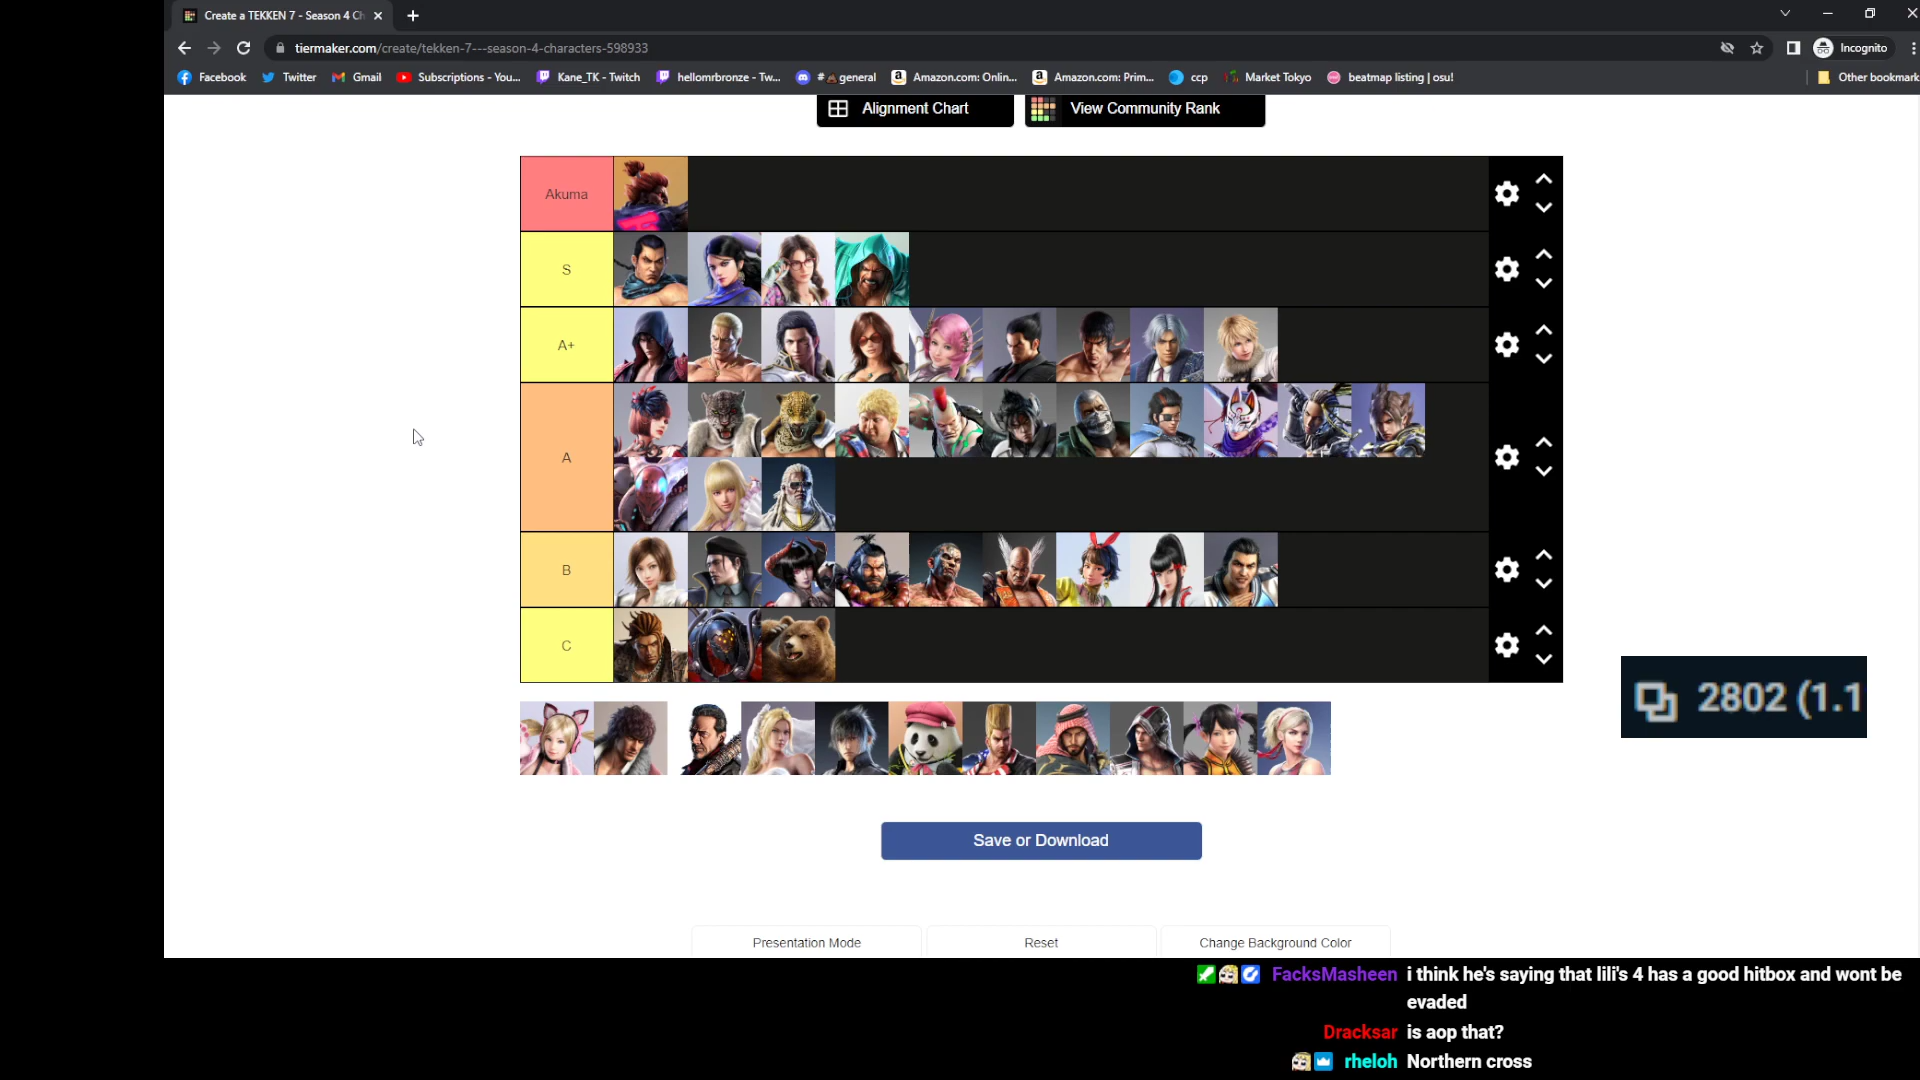 Create a TEKKEN 7 - Season 4 Ch
tiermaker.com/create/tekken-7---season-4-characters-598933
Incognito
Facebook Twitter Gmail Subscriptions - You... Kane_TK - Twitch hellomrbronze - Tw... #💩general Amazon.com: Onlin... Amazon.com: Prim... ccp Market Tokyo beatmap listing | osu! Other bookmark
Alignment Chart View Community Rank
Akuma
S
A+
A
B
C
2802 (1.1
Save or Download
Presentation Mode Reset Change Background Color
FacksMasheen i think he's saying that lili's 4 has a good hitbox and wont be
evaded
Dracksar is aop that?
rheloh Northern cross